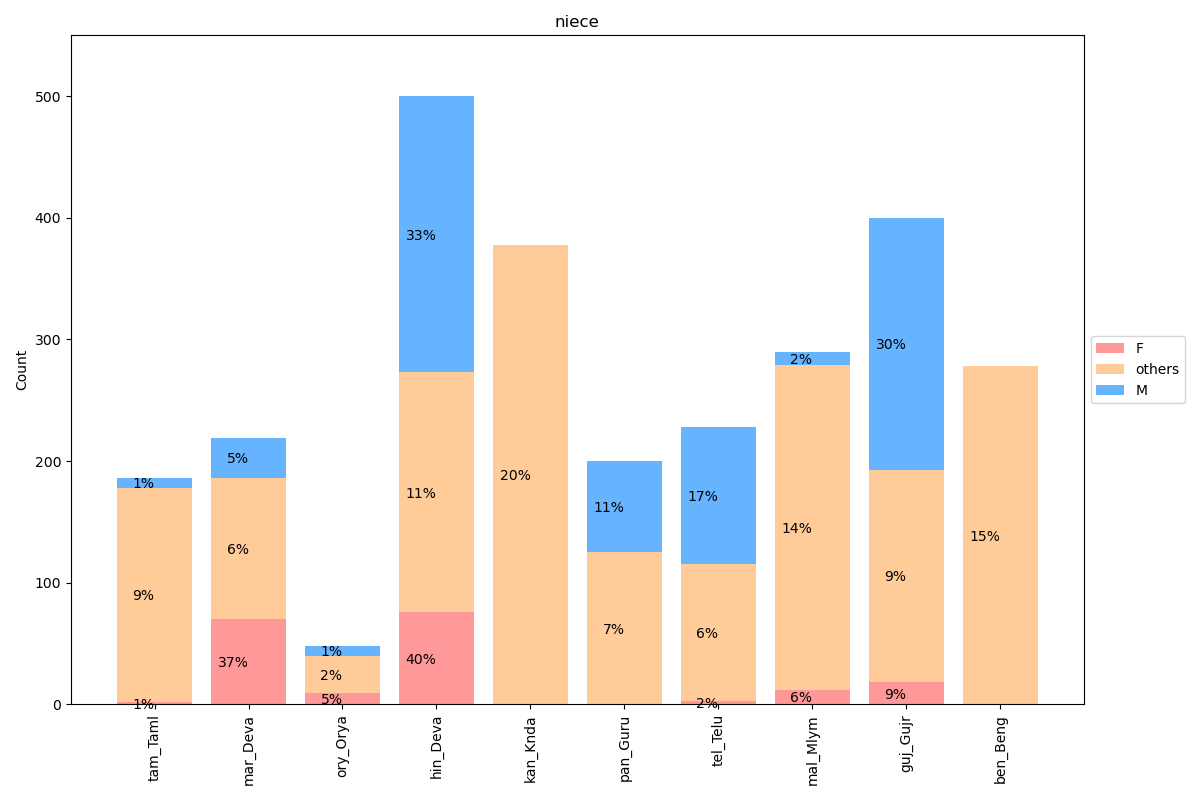 niece
Count
500
400
300
200
100
0
1%
9%
1%
5%
6%
37%
1%
2%
5%
33%
11%
40%
20%
11%
7%
17%
6%
2%
2%
14%
6%
30%
9%
9%
15%
tam_Taml
mar_Deva
ory_Orya
hin_Deva
kan_Knda
pan_Guru
tel_Telu
mal_Mlym
guj_Gujr
ben_Beng
F
others
M